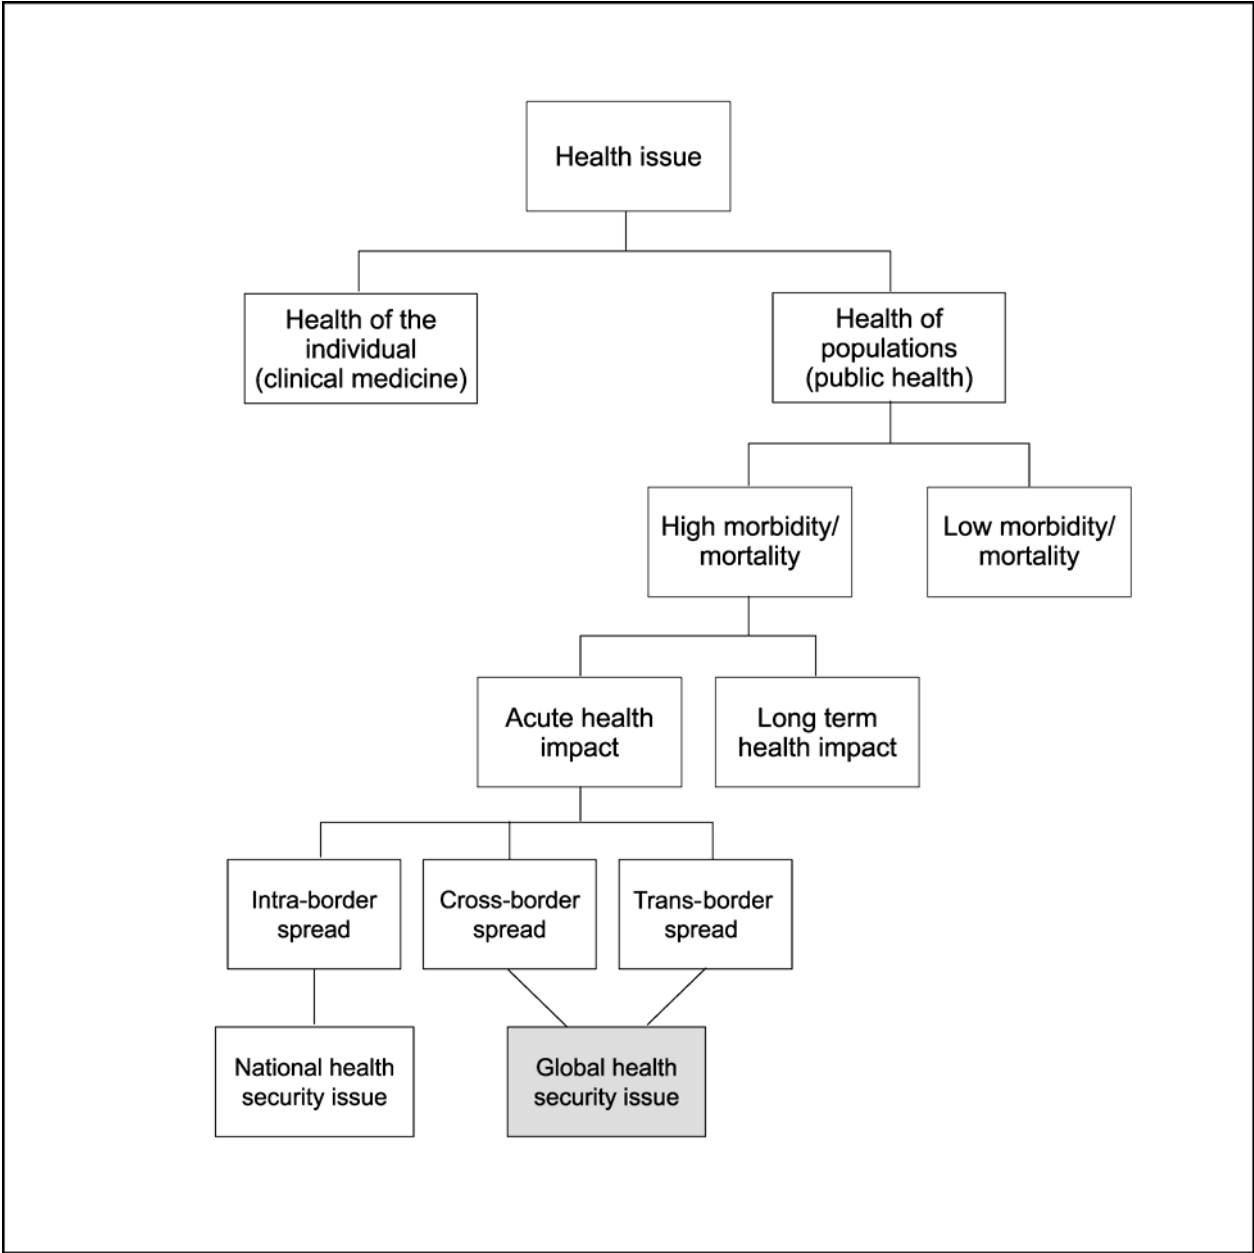 Health issue
Health of the
individual
(clinical medicine)
Health of
populations
(public health)
High morbidity/
mortality
Low morbidity/
mortality
Acute health
impact
Long term
health impact
Intra-border
spread
Cross-border
spread
Trans-border
spread
National health
security issue
Global health
security issue